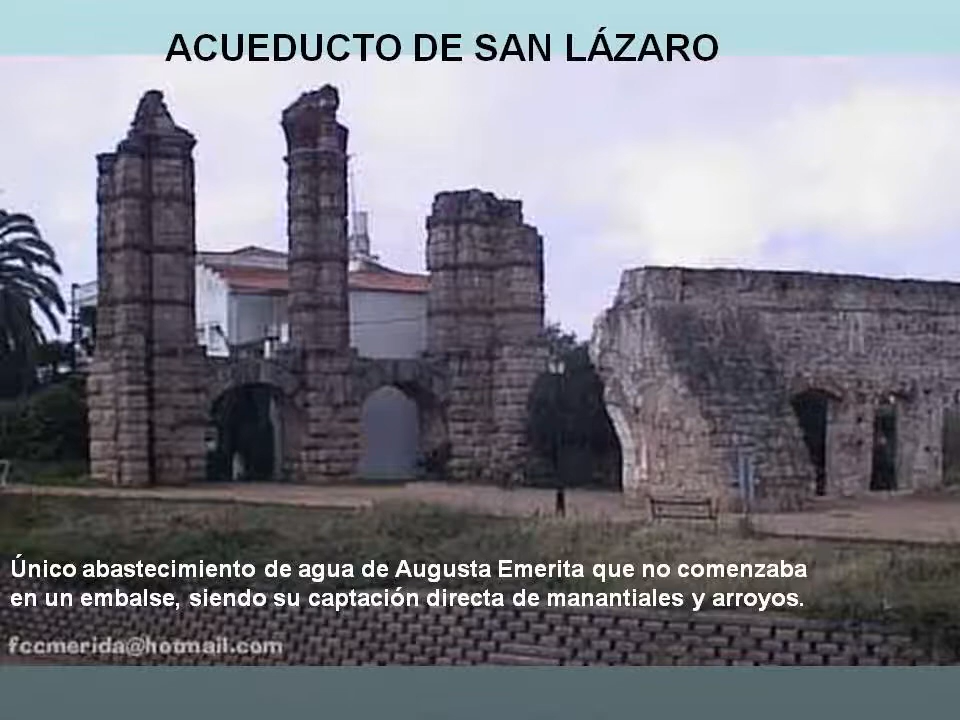 ACUEDUCTO DE SAN LÁZARO
Único abastecimiento de agua de Augusta Emerita que no comenzaba
en un embalse, siendo su captación directa de manantiales y arroyos.
fccmerida@hotmail.com